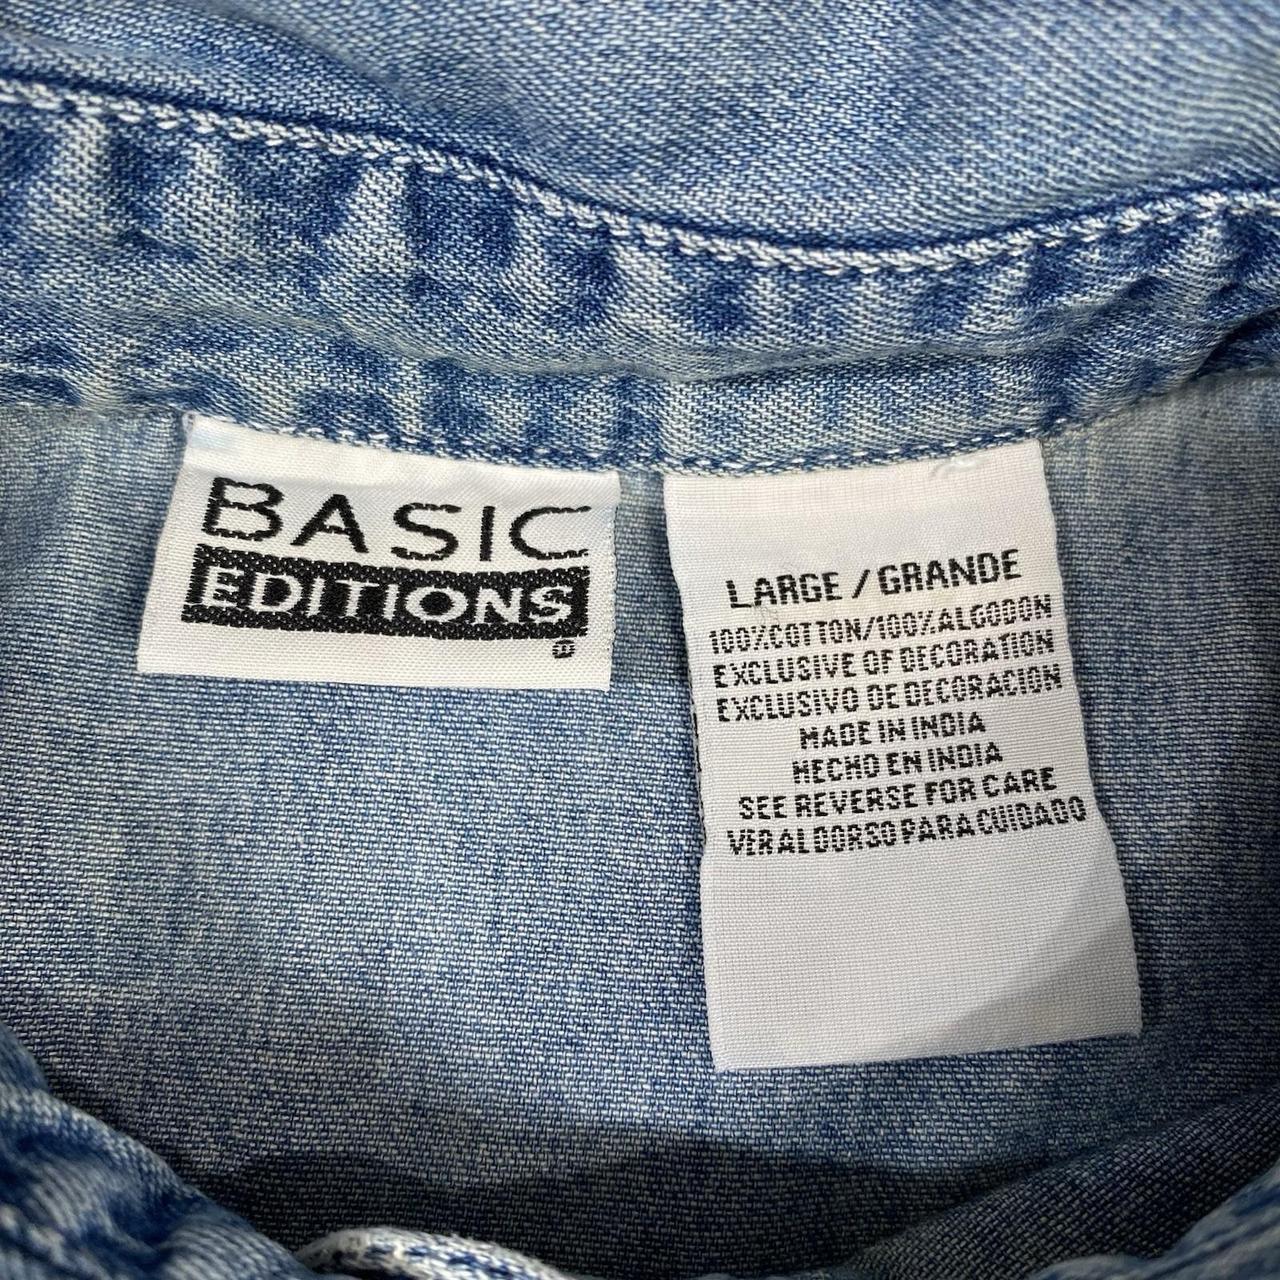 BASIC
EDITIONS
®
LARGE / GRANDE
100%COTTON/100%ALGODON
EXCLUSIVE OF DECORATION
EXCLUSIVO DE DECORACION
MADE IN INDIA
HECHO EN INDIA
SEE REVERSE FOR CARE
VER AL DORSO PARA CUIDADO